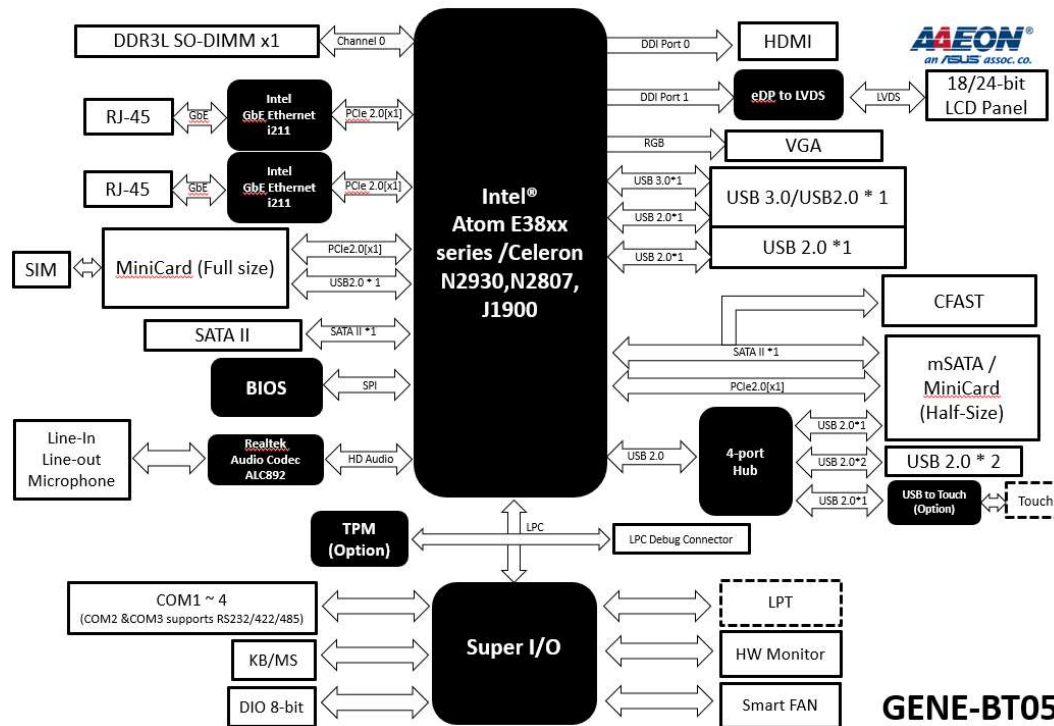 DDR3L SO-DIMM x1
Channel 0
DDI Port 0
HDMI
AAEON®
an /SUS assoc. co.
DDI Port 1
eDP to LVDS
LVDS
18/24-bit
LCD Panel
RJ-45
GbE
Intel
GbE Ethernet
i211
PCIe 2.0[x1]
RGB
VGA
RJ-45
GbE
Intel
GbE Ethernet
i211
PCIe 2.0[x1]
Intel®
Atom E38xx
series /Celeron
N2930,N2807,
J1900
USB 3.0*1
USB 2.0*1
USB 3.0/USB2.0 * 1
USB 2.0*1
USB 2.0 *1
SIM
MiniCard (Full size)
PCIe2.0[x1]
USB2.0 * 1
CFAST
SATA II
SATA II *1
SATA II *1
PCIe2.0[x1]
mSATA /
MiniCard
(Half-Size)
BIOS
SPI
Line-In
Line-out
Microphone
Realtek
Audio Codec
ALC892
HD Audio
USB 2.0
4-port
Hub
USB 2.0*1
USB 2.0*2
USB 2.0 * 2
USB 2.0*1
USB to Touch
(Option)
Touch
TPM
(Option)
LPC
LPC Debug Connector
COM1 ~ 4
(COM2 &COM3 supports RS232/422/485)
KB/MS
DIO 8-bit
Super I/O
LPT
HW Monitor
Smart FAN
GENE-BT05